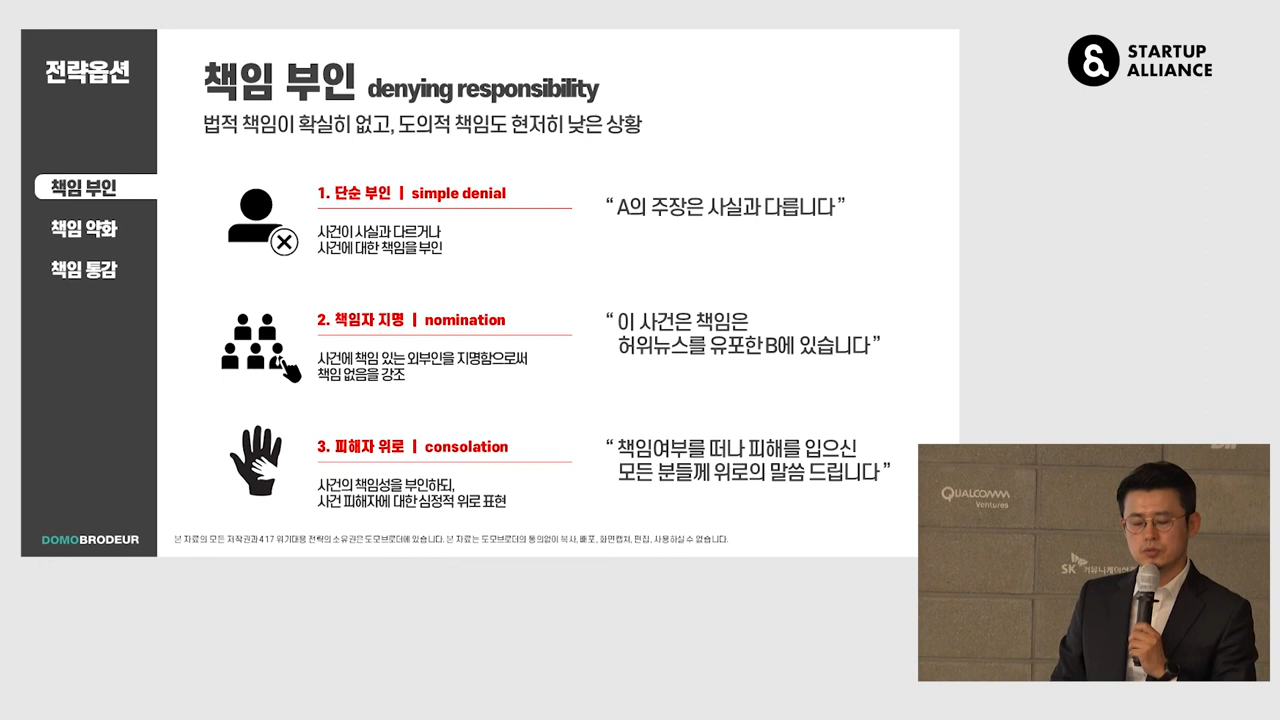 전략옵션
책임 부인
책임 약화
책임 통감
DOMOBRODEUR
책임 부인 denying responsibility
법적 책임이 확실히 없고, 도의적 책임도 현저히 낮은 상황
1. 단순 부인 | simple denial
사건이 사실과 다르거나
사건에 대한 책임을 부인
“ A의 주장은 사실과 다릅니다 ”
2. 책임자 지명 | nomination
사건에 책임 있는 외부인을 지명함으로써
책임 없음을 강조
“ 이 사건은 책임은
허위뉴스를 유포한 B에 있습니다 ”
3. 피해자 위로 | consolation
사건의 책임성을 부인하되,
사건 피해자에 대한 심정적 위로 표현
“ 책임여부를 떠나 피해를 입으신
모든 분들께 위로의 말씀 드립니다 ”
본 자료의 모든 저작권과 4 1 7 위기대응 전략의 소유권은 도모브로더에 있습니다. 본 자료는 도모브로더의 동의없이 복사, 배포, 화면캡처, 편집, 사용하실 수 없습니다.
STARTUP
ALLIANCE
QUALCOMM
Ventures
SK 커뮤니케이션